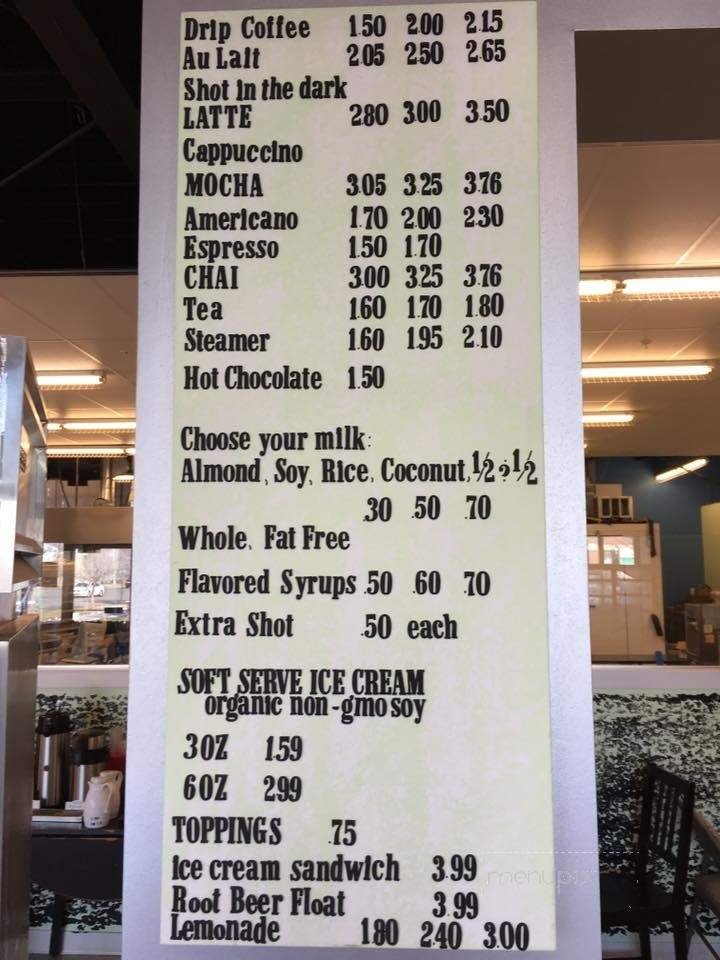 Drip Coffee 1.50 2.00 2.15
Au Lait 2.05 2.50 2.65
Shot in the dark
LATTE 2.80 3.00 3.50
Cappuccino
MOCHA 3.05 3.25 3.76
Americano 1.70 2.00 2.30
Espresso 1.50 1.70
CHAI 3.00 3.25 3.76
Tea 1.60 1.70 1.80
Steamer 1.60 1.95 2.10
Hot Chocolate 1.50
Choose your milk:
Almond, Soy, Rice, Coconut, ½ & ½
.30 .50 .70
Whole, Fat Free
Flavored Syrups .50 .60 .70
Extra Shot .50 each
SOFT SERVE ICE CREAM
organic non-gmo soy
3OZ 1.59
6OZ 2.99
TOPPINGS .75
ice cream sandwich 3.99
Root Beer Float 3.99
Lemonade 1.80 2.40 3.00